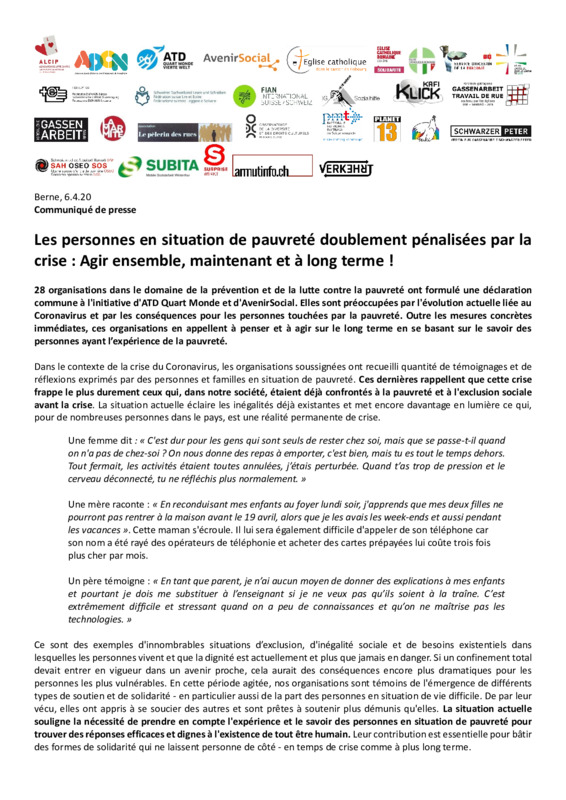 ALCIP
ADCN
ATD
QUART MONDE
VIERTE WELT
AvenirSocial
Eglise catholique
EGLISE
CATHOLIQUE
ROMAINE
SOLIDARITÉ
FIAN
INTERNATIONAL
SUISSE/SCHWEIZ
IG Sozialhilfe
KAFI
KLICK
GASSENARBEIT
TRAVAIL DE RUE
GASSEN
ARBEIT
Le pèlerin des rues
PLANET
13
SCHWARZER PETER
SAH OSEO SOS
SUBITA
SURPRISE
armutinfo.ch
VERK3HRT
Berne, 6.4.20
Communiqué de presse
Les personnes en situation de pauvreté doublement pénalisées par la
crise : Agir ensemble, maintenant et à long terme !
28 organisations dans le domaine de la prévention et de la lutte contre la pauvreté ont formulé une déclaration
commune à l'initiative d'ATD Quart Monde et d'AvenirSocial. Elles sont préoccupées par l'évolution actuelle liée au
Coronavirus et par les conséquences pour les personnes touchées par la pauvreté. Outre les mesures concrètes
immédiates, ces organisations en appellent à penser et à agir sur le long terme en se basant sur le savoir des
personnes ayant l'expérience de la pauvreté.
Dans le contexte de la crise du Coronavirus, les organisations soussignées ont recueilli quantité de témoignages et de
réflexions exprimés par des personnes et familles en situation de pauvreté. Ces dernières rappellent que cette crise
frappe le plus durement ceux qui, dans notre société, étaient déjà confrontés à la pauvreté et à l'exclusion sociale
avant la crise. La situation actuelle éclaire les inégalités déjà existantes et met encore davantage en lumière ce qui,
pour de nombreuses personnes dans le pays, est une réalité permanente de crise.
Une femme dit : « C'est dur pour les gens qui sont seuls de rester chez soi, mais que se passe-t-il quand
on n'a pas de chez-soi ? On nous donne des repas à emporter, c'est bien, mais tu es tout le temps dehors.
Tout fermait, les activités étaient toutes annulées, j'étais perturbée. Quand t'as trop de pression et le
cerveau déconnecté, tu ne réfléchis plus normalement. »
Une mère raconte : « En reconduisant mes enfants au foyer lundi soir, j'apprends que mes deux filles ne
pourront pas rentrer à la maison avant le 19 avril, alors que je les avais les week-ends et aussi pendant
les vacances ». Cette maman s'écroule. Il lui sera également difficile d'appeler de son téléphone car
son nom a été rayé des opérateurs de téléphonie et acheter des cartes prépayées lui coûte trois fois
plus cher par mois.
Un père témoigne : « En tant que parent, je n'ai aucun moyen de donner des explications à mes enfants
et pourtant je dois me substituer à l'enseignant si je ne veux pas qu'ils soient à la traîne. C'est
extrêmement difficile et stressant quand on a peu de connaissances et qu'on ne maîtrise pas les
technologies. »
Ce sont des exemples d'innombrables situations d'exclusion, d'inégalité sociale et de besoins existentiels dans
lesquelles les personnes vivent et que la dignité est actuellement et plus que jamais en danger. Si un confinement total
devait entrer en vigueur dans un avenir proche, cela aurait des conséquences encore plus dramatiques pour les
personnes les plus vulnérables. En cette période agitée, nos organisations sont témoins de l'émergence de différents
types de soutien et de solidarité - en particulier aussi de la part des personnes en situation de vie difficile. De par leur
vécu, elles ont appris à se soucier des autres et sont prêtes à soutenir plus démunis qu'elles. La situation actuelle
souligne la nécessité de prendre en compte l'expérience et le savoir des personnes en situation de pauvreté pour
trouver des réponses efficaces et dignes à l'existence de tout être humain. Leur contribution est essentielle pour bâtir
des formes de solidarité qui ne laissent personne de côté - en temps de crise comme à plus long terme.